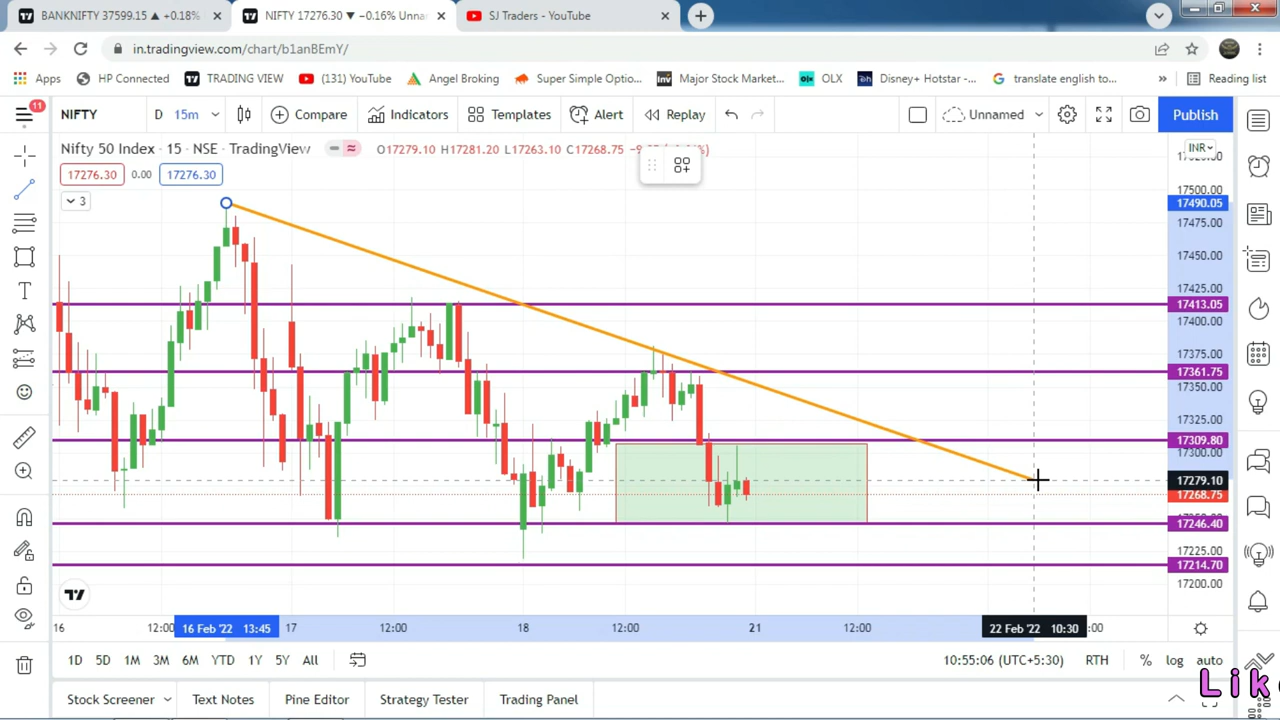 BANKNIFTY 37599.15 ▲ +0.18%
NIFTY 17276.30 ▼ −0.16% Unna
SJ Traders - YouTube
in.tradingview.com/chart/b1anBEmY/
Apps
HP Connected
TRADING VIEW
(131) YouTube
Angel Broking
Super Simple Optio...
Major Stock Market...
OLX
Disney+ Hotstar -...
translate english to...
»
Reading list
11
NIFTY
D
15m
Compare
Indicators
Templates
Alert
Replay
Unnamed
Publish
Nifty 50 Index · 15 · NSE · TradingView
O17279.10 H17281.20 L17263.10 C17268.75
INR
17276.30
0.00
17276.30
3
17500.00
17490.05
17475.00
17450.00
17425.00
17413.05
17400.00
17375.00
17361.75
17350.00
17325.00
17309.80
17300.00
17279.10
17268.75
17246.40
17225.00
17214.70
17200.00
16
12:00
16 Feb '22 13:45
17
12:00
18
12:00
21
12:00
22 Feb '22 10:30
:00
1D 5D 1M 3M 6M YTD 1Y 5Y All
10:55:06 (UTC+5:30)
RTH
%
log
auto
Stock Screener
Text Notes
Pine Editor
Strategy Tester
Trading Panel
Lik